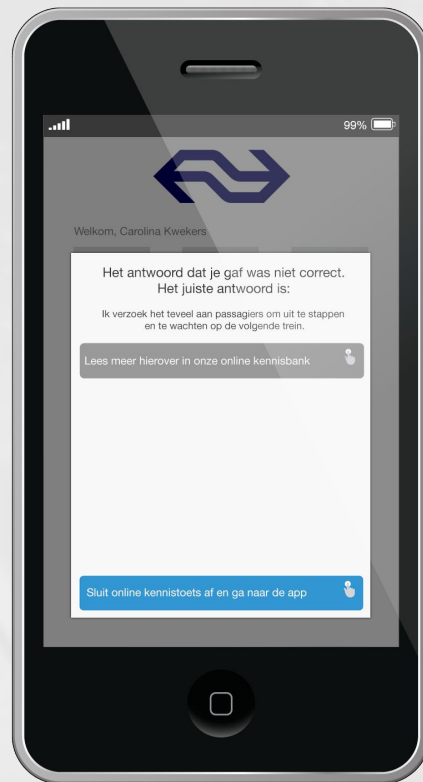 99%
Welkom, Carolina Kwekers
Het antwoord dat je gaf was niet correct.
Het juiste antwoord is:
Ik verzoek het teveel aan passagiers om uit te stappen
en te wachten op de volgende trein.
Lees meer hierover in onze online kennisbank
Sluit online kennistoets af en ga naar de app